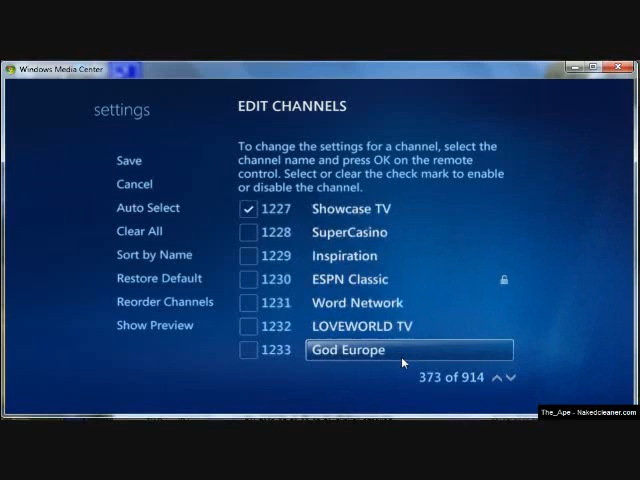 Windows Media Center
settings
EDIT CHANNELS
To change the settings for a channel, select the
channel name and press OK on the remote
control. Select or clear the check mark to enable
or disable the channel.
Save
Cancel
Auto Select
Clear All
Sort by Name
Restore Default
Reorder Channels
Show Preview
1227 Showcase TV
1228 SuperCasino
1229 Inspiration
1230 ESPN Classic
1231 Word Network
1232 LOVEWORLD TV
1233 God Europe
373 of 914
The_Ape - Nakedcleaner.com